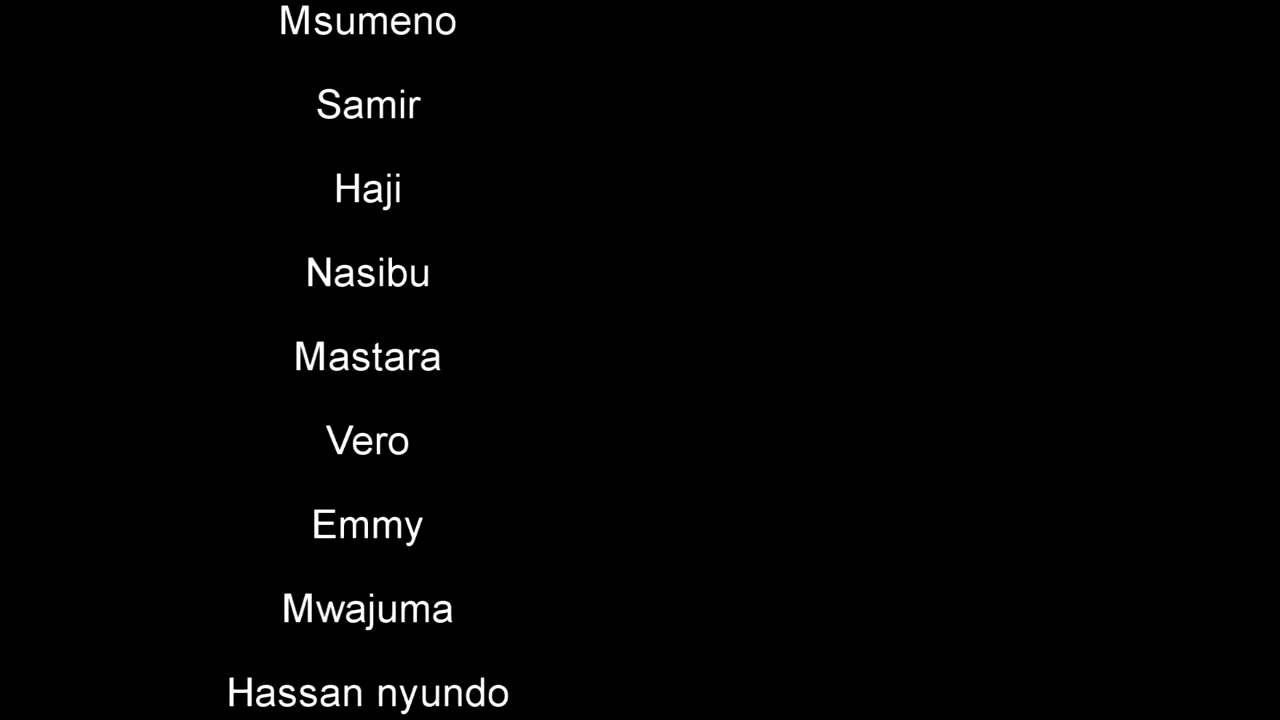 Msumeno
Samir
Haji
Nasibu
Mastara
Vero
Emmy
Mwajuma
Hassan nyundo